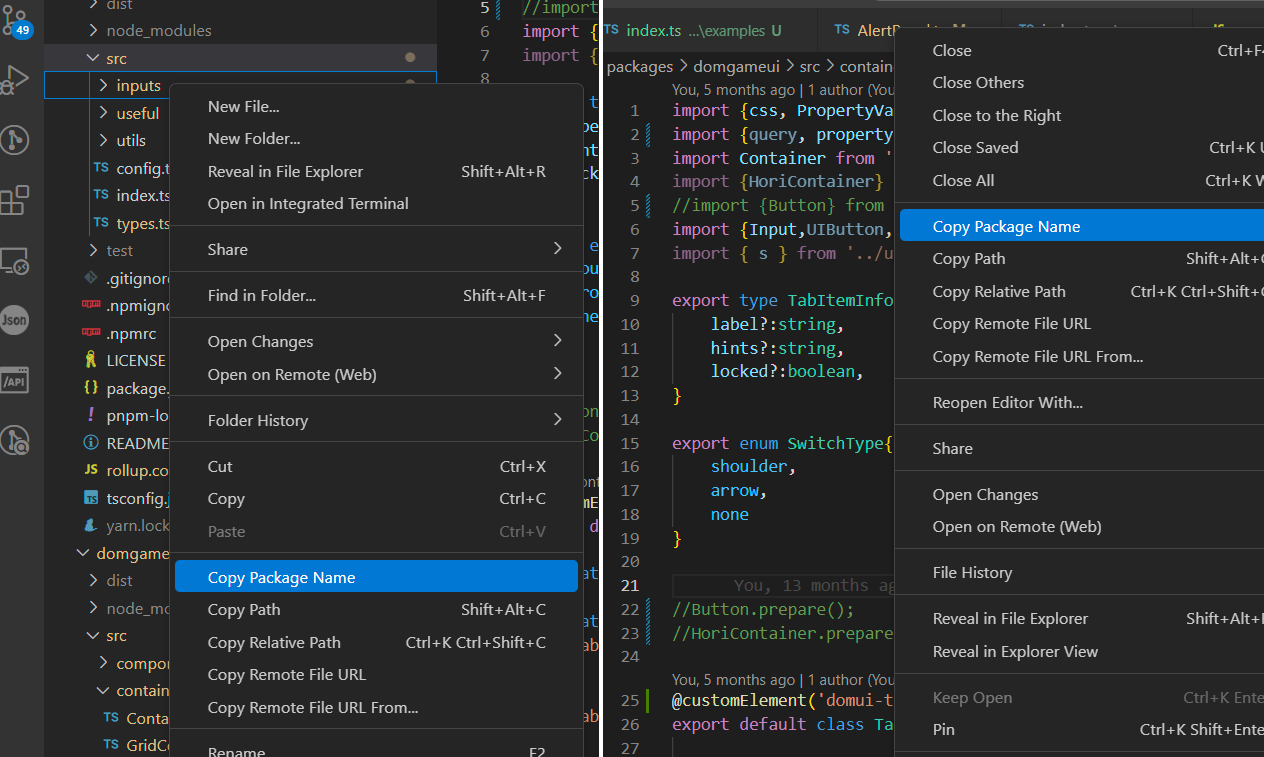 49
dist
node_modules
src
inputs
useful
utils
TS config.t
TS index.ts
TS types.ts
test
.gitignor
.npmigno
.npmrc
LICENSE
{} package.
! pnpm-lo
README
JS rollup.co
TS tsconfig.j
yarn.lock
domgame
dist
node_mo
src
compor
contain
TS Conta
TS GridCo
Json
/API
New File...
New Folder...
Reveal in File Explorer Shift+Alt+R
Open in Integrated Terminal
Share
Find in Folder... Shift+Alt+F
Open Changes
Open on Remote (Web)
Folder History
Cut Ctrl+X
Copy Ctrl+C
Paste Ctrl+V
Copy Package Name
Copy Path Shift+Alt+C
Copy Relative Path Ctrl+K Ctrl+Shift+C
Copy Remote File URL
Copy Remote File URL From...
Rename F2
5 //import
6 import {
7 import {
8
TS index.ts ...\examples U
TS
packages > domgameui > src > contain
You, 5 months ago | 1 author (You
1 import {css, PropertyVa
2 import {query, property
3 import Container from '
4 import {HoriContainer}
5 //import {Button} from
6 import {Input,UIButton,
7 import { s } from '../u
8
9 export type TabItemInfo
10 label?:string,
11 hints?:string,
12 locked?:boolean,
13 }
14
15 export enum SwitchType{
16 shoulder,
17 arrow,
18 none
19 }
20
21 You, 13 months ag
22 //Button.prepare();
23 //HoriContainer.prepare
24
You, 5 months ago | 1 author (You
25 @customElement('domui-t
26 export default class Ta
27
Close Ctrl+F4
Close Others
Close to the Right
Close Saved Ctrl+K U
Close All Ctrl+K W
Copy Package Name
Copy Path Shift+Alt+C
Copy Relative Path Ctrl+K Ctrl+Shift+C
Copy Remote File URL
Copy Remote File URL From...
Reopen Editor With...
Share
Open Changes
Open on Remote (Web)
File History
Reveal in File Explorer Shift+Alt+
Reveal in Explorer View
Keep Open Ctrl+K Ente
Pin Ctrl+K Shift+Ente